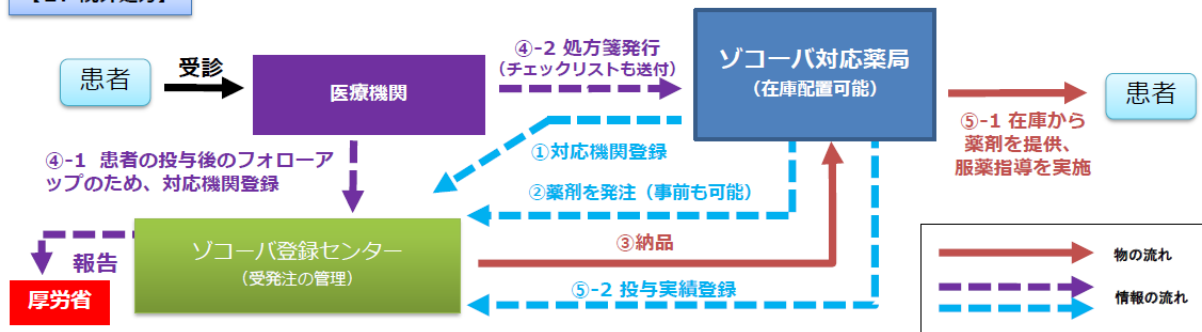 患者
受診
医療機関
④-2 処方箋発行
（チェックリストも送付）
ゾコーバ対応薬局
（在庫配置可能）
患者
⑤-1 在庫から
薬剤を提供、
服薬指導を実施
④-1 患者の投与後のフォローア
ップのため、対応機関登録
①対応機関登録
②薬剤を発注（事前も可能）
③納品
⑤-2 投与実績登録
ゾコーバ登録センター
（受発注の管理）
報告
厚労省
物の流れ
情報の流れ